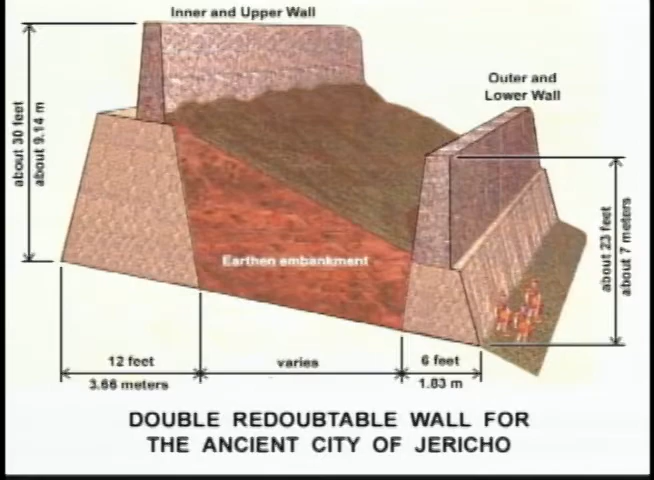 Inner and Upper Wall
Outer and
Lower Wall
about 30 feet
about 9.14 m
Earthen embankment
about 23 feet
about 7 meters
12 feet
3.66 meters
varies
6 feet
1.83 m
DOUBLE REDOUBTABLE WALL FOR
THE ANCIENT CITY OF JERICHO